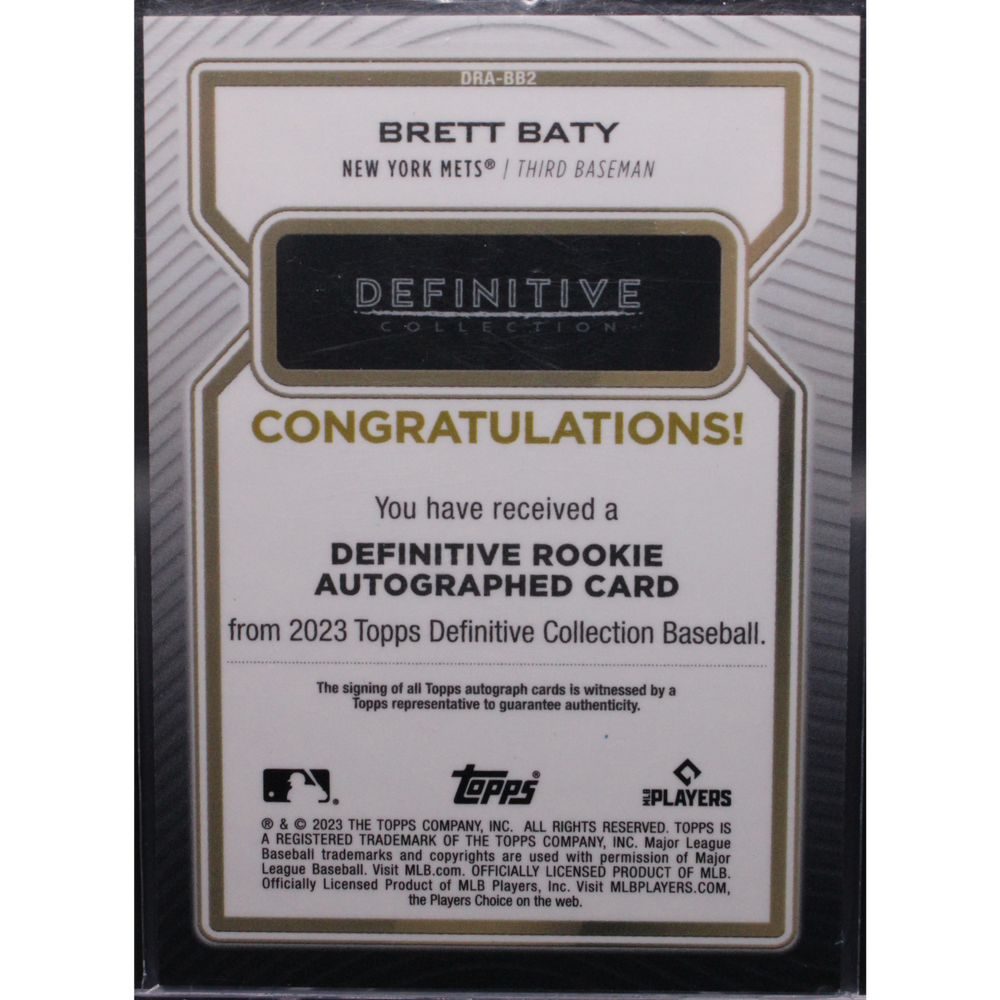 DRA-BB2
BRETT BATY
NEW YORK METS® | THIRD BASEMAN
DEFINITIVE
COLLECTION
CONGRATULATIONS!
You have received a
DEFINITIVE ROOKIE
AUTOGRAPHED CARD
from 2023 Topps Definitive Collection Baseball.
The signing of all Topps autograph cards is witnessed by a
Topps representative to guarantee authenticity.
® topps® MLB PLAYERS
® & © 2023 THE TOPPS COMPANY, INC. ALL RIGHTS RESERVED. TOPPS IS
A REGISTERED TRADEMARK OF THE TOPPS COMPANY, INC. Major League
Baseball trademarks and copyrights are used with permission of Major
League Baseball. Visit MLB.com. OFFICIALLY LICENSED PRODUCT OF MLB.
Officially Licensed Product of MLB Players, Inc. Visit MLBPLAYERS.COM,
the Players Choice on the web.